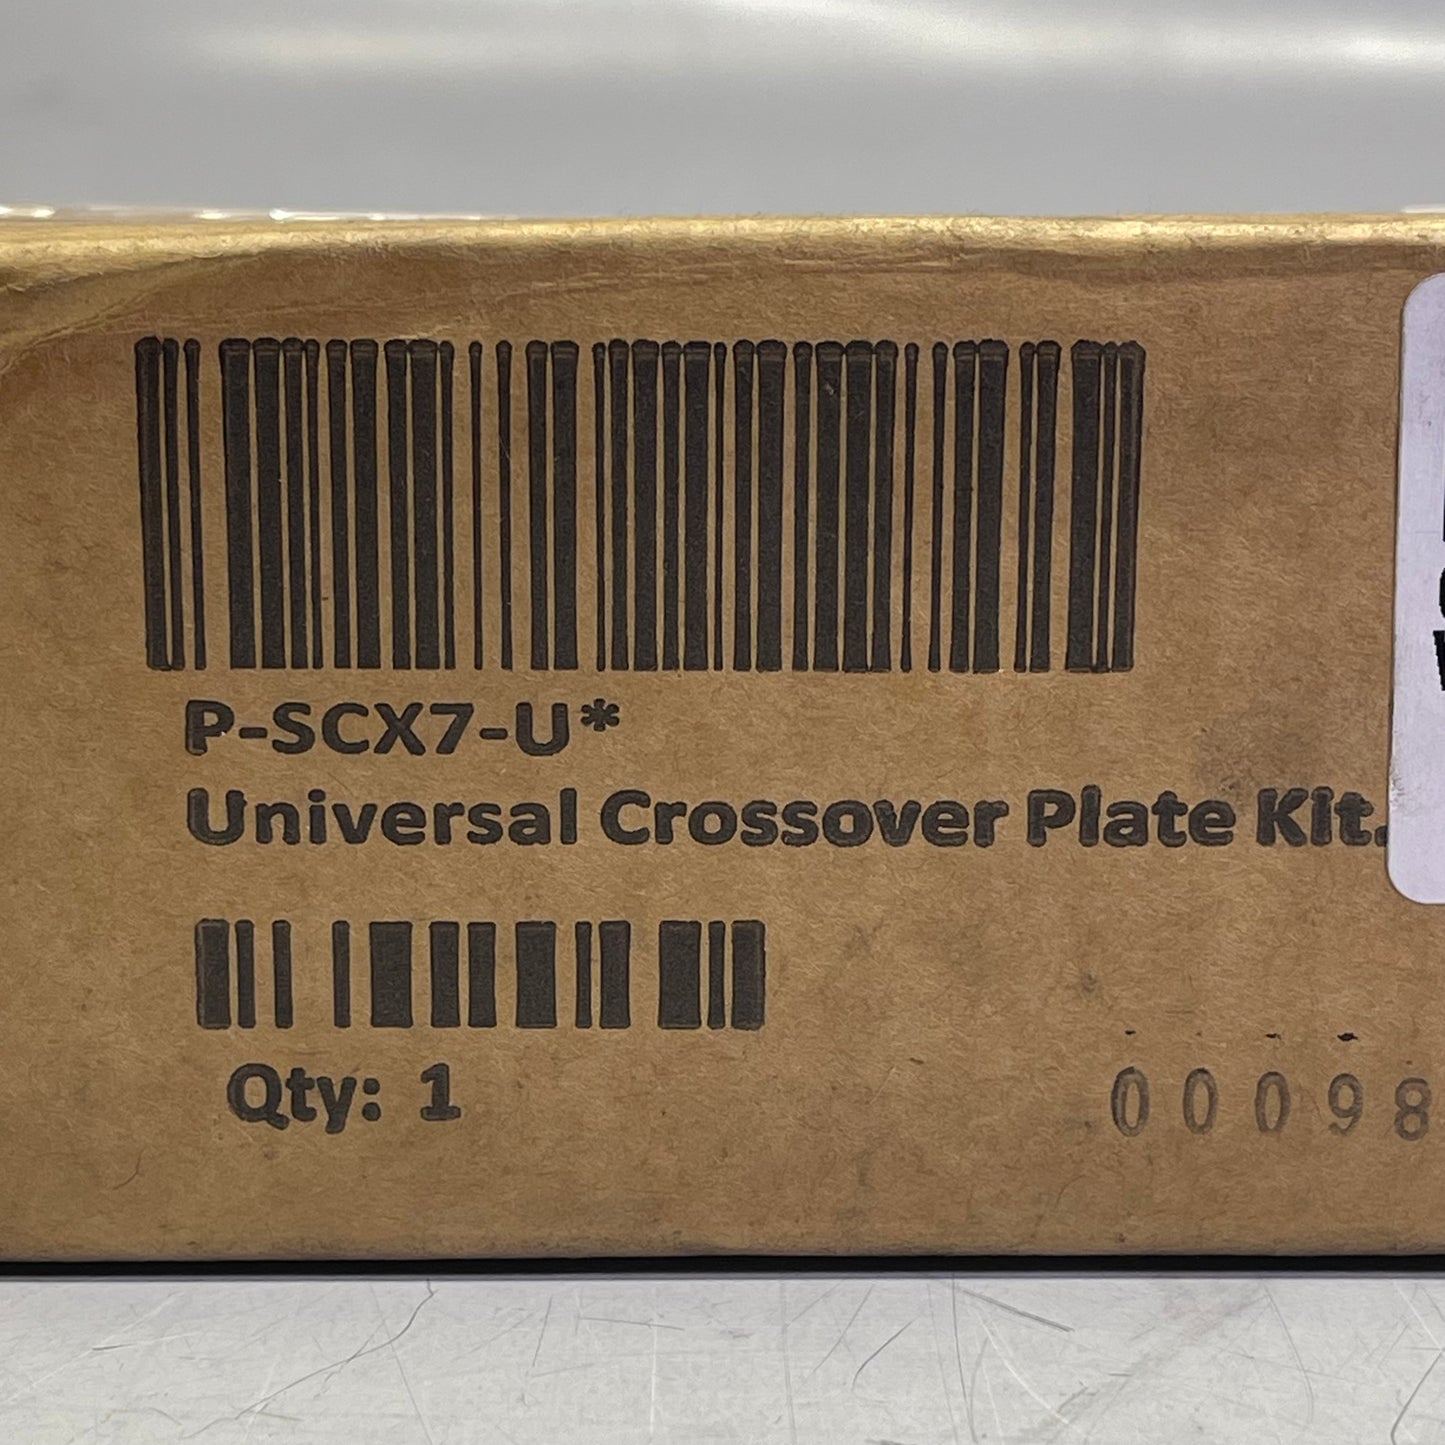 P-SCX7-U*
Universal Crossover Plate Kit.
Qty: 1
00098